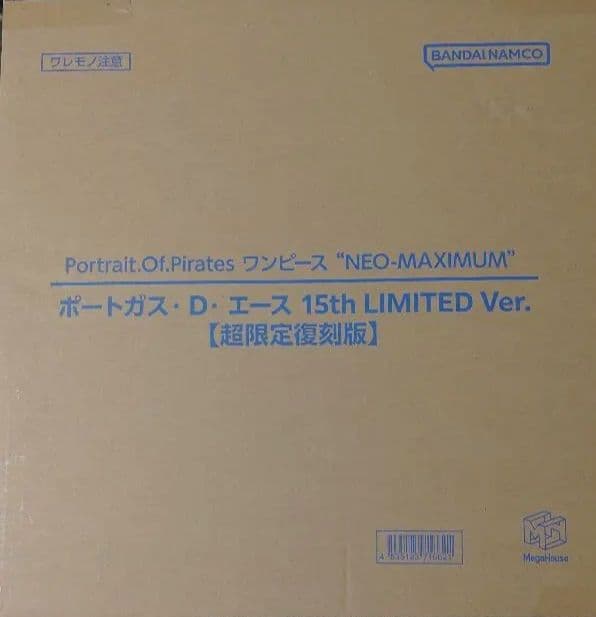 ワレモノ注意
BANDAI NAMCO
Portrait.Of.Pirates ワンピース “NEO-MAXIMUM”
ポートガス・D・エース 15th LIMITED Ver.
【超限定復刻版】
MegaHouse